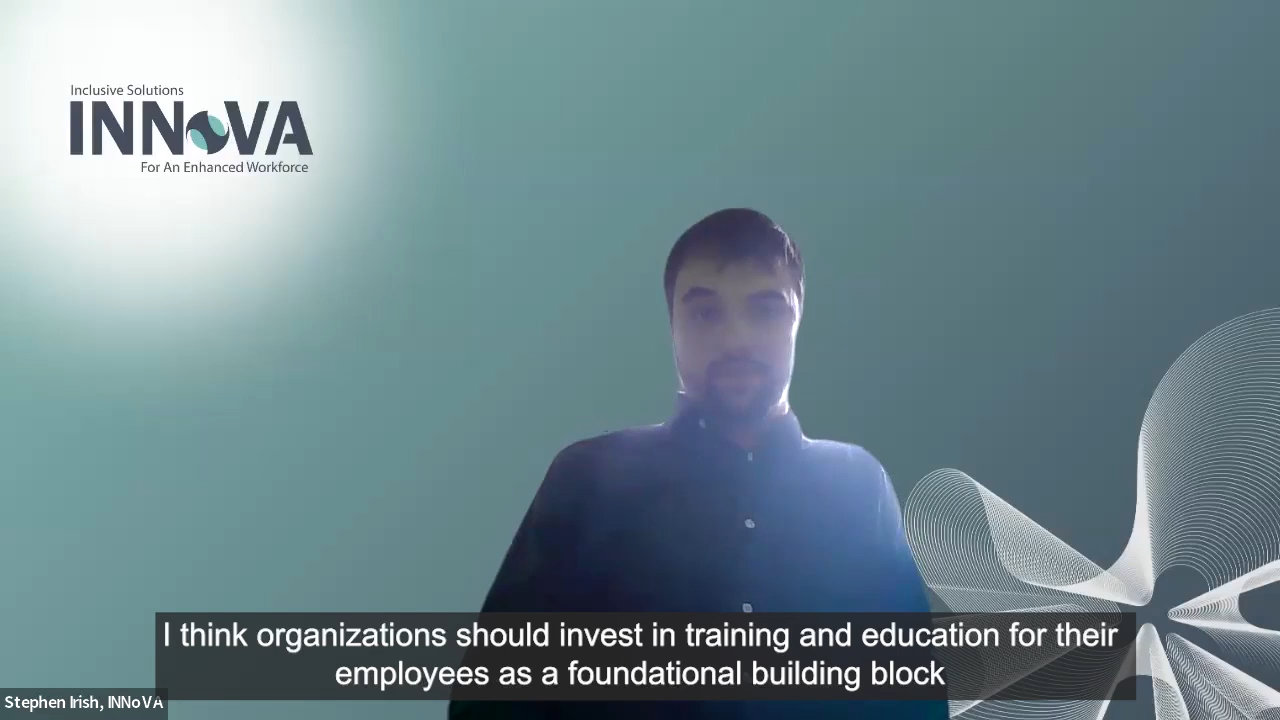 Inclusive Solutions
INNoVA
For An Enhanced Workforce
I think organizations should invest in training and education for their
employees as a foundational building block
Stephen Irish, INNoVA